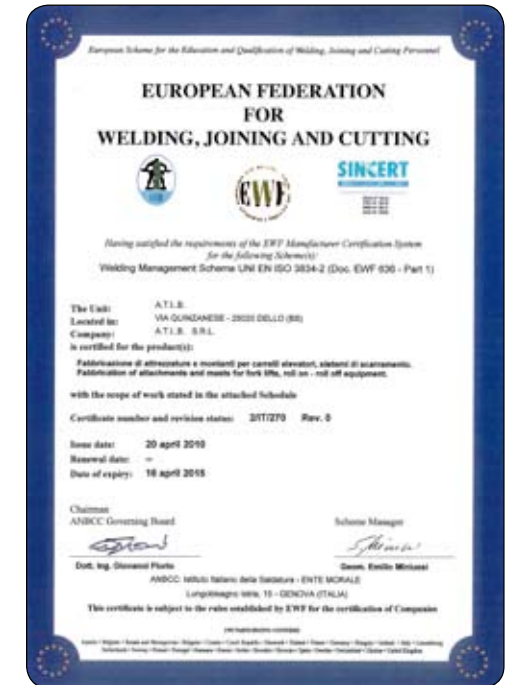 European Scheme for the Education and Qualification of Welding, Joining and Cutting Personnel
EUROPEAN FEDERATION
FOR
WELDING, JOINING AND CUTTING
EWF
SINCERT
Having satisfied the requirements of the EWF Manufacturer Certification System
for the following Scheme(s):
Welding Management Scheme UNI EN ISO 3834-2 (Doc. EWF 636 - Part 1)
The Unit: A.T.I.B.
Located in: VIA QUINZANESE - 25020 DELLO (BS)
Company: A.T.I.B. S.R.L.
is certified for the product(s):
Fabbricazione di attrezzature e montanti per carrelli elevatori, sistemi di scarramento.
Fabbrication of attachments and masts for fork lifts, roll on - roll off equipment.
with the scope of work stated in the attached Schedule
Certificate number and revision status: 2/IT/270 Rev. 0
Issue date: 20 april 2010
Renewal date: --
Date of expiry: 16 april 2015
Chairman
ANBCC Governing Board
Scheme Manager
Dott. Ing. Giovanni Florio
Geom. Emilio Miniussi
ANBCC: Istituto Italiano della Saldatura - ENTE MORALE
Lungobisagno Istria, 15 - GENOVA (ITALIA)
This certificate is subject to the rules established by EWF for the certification of Companies